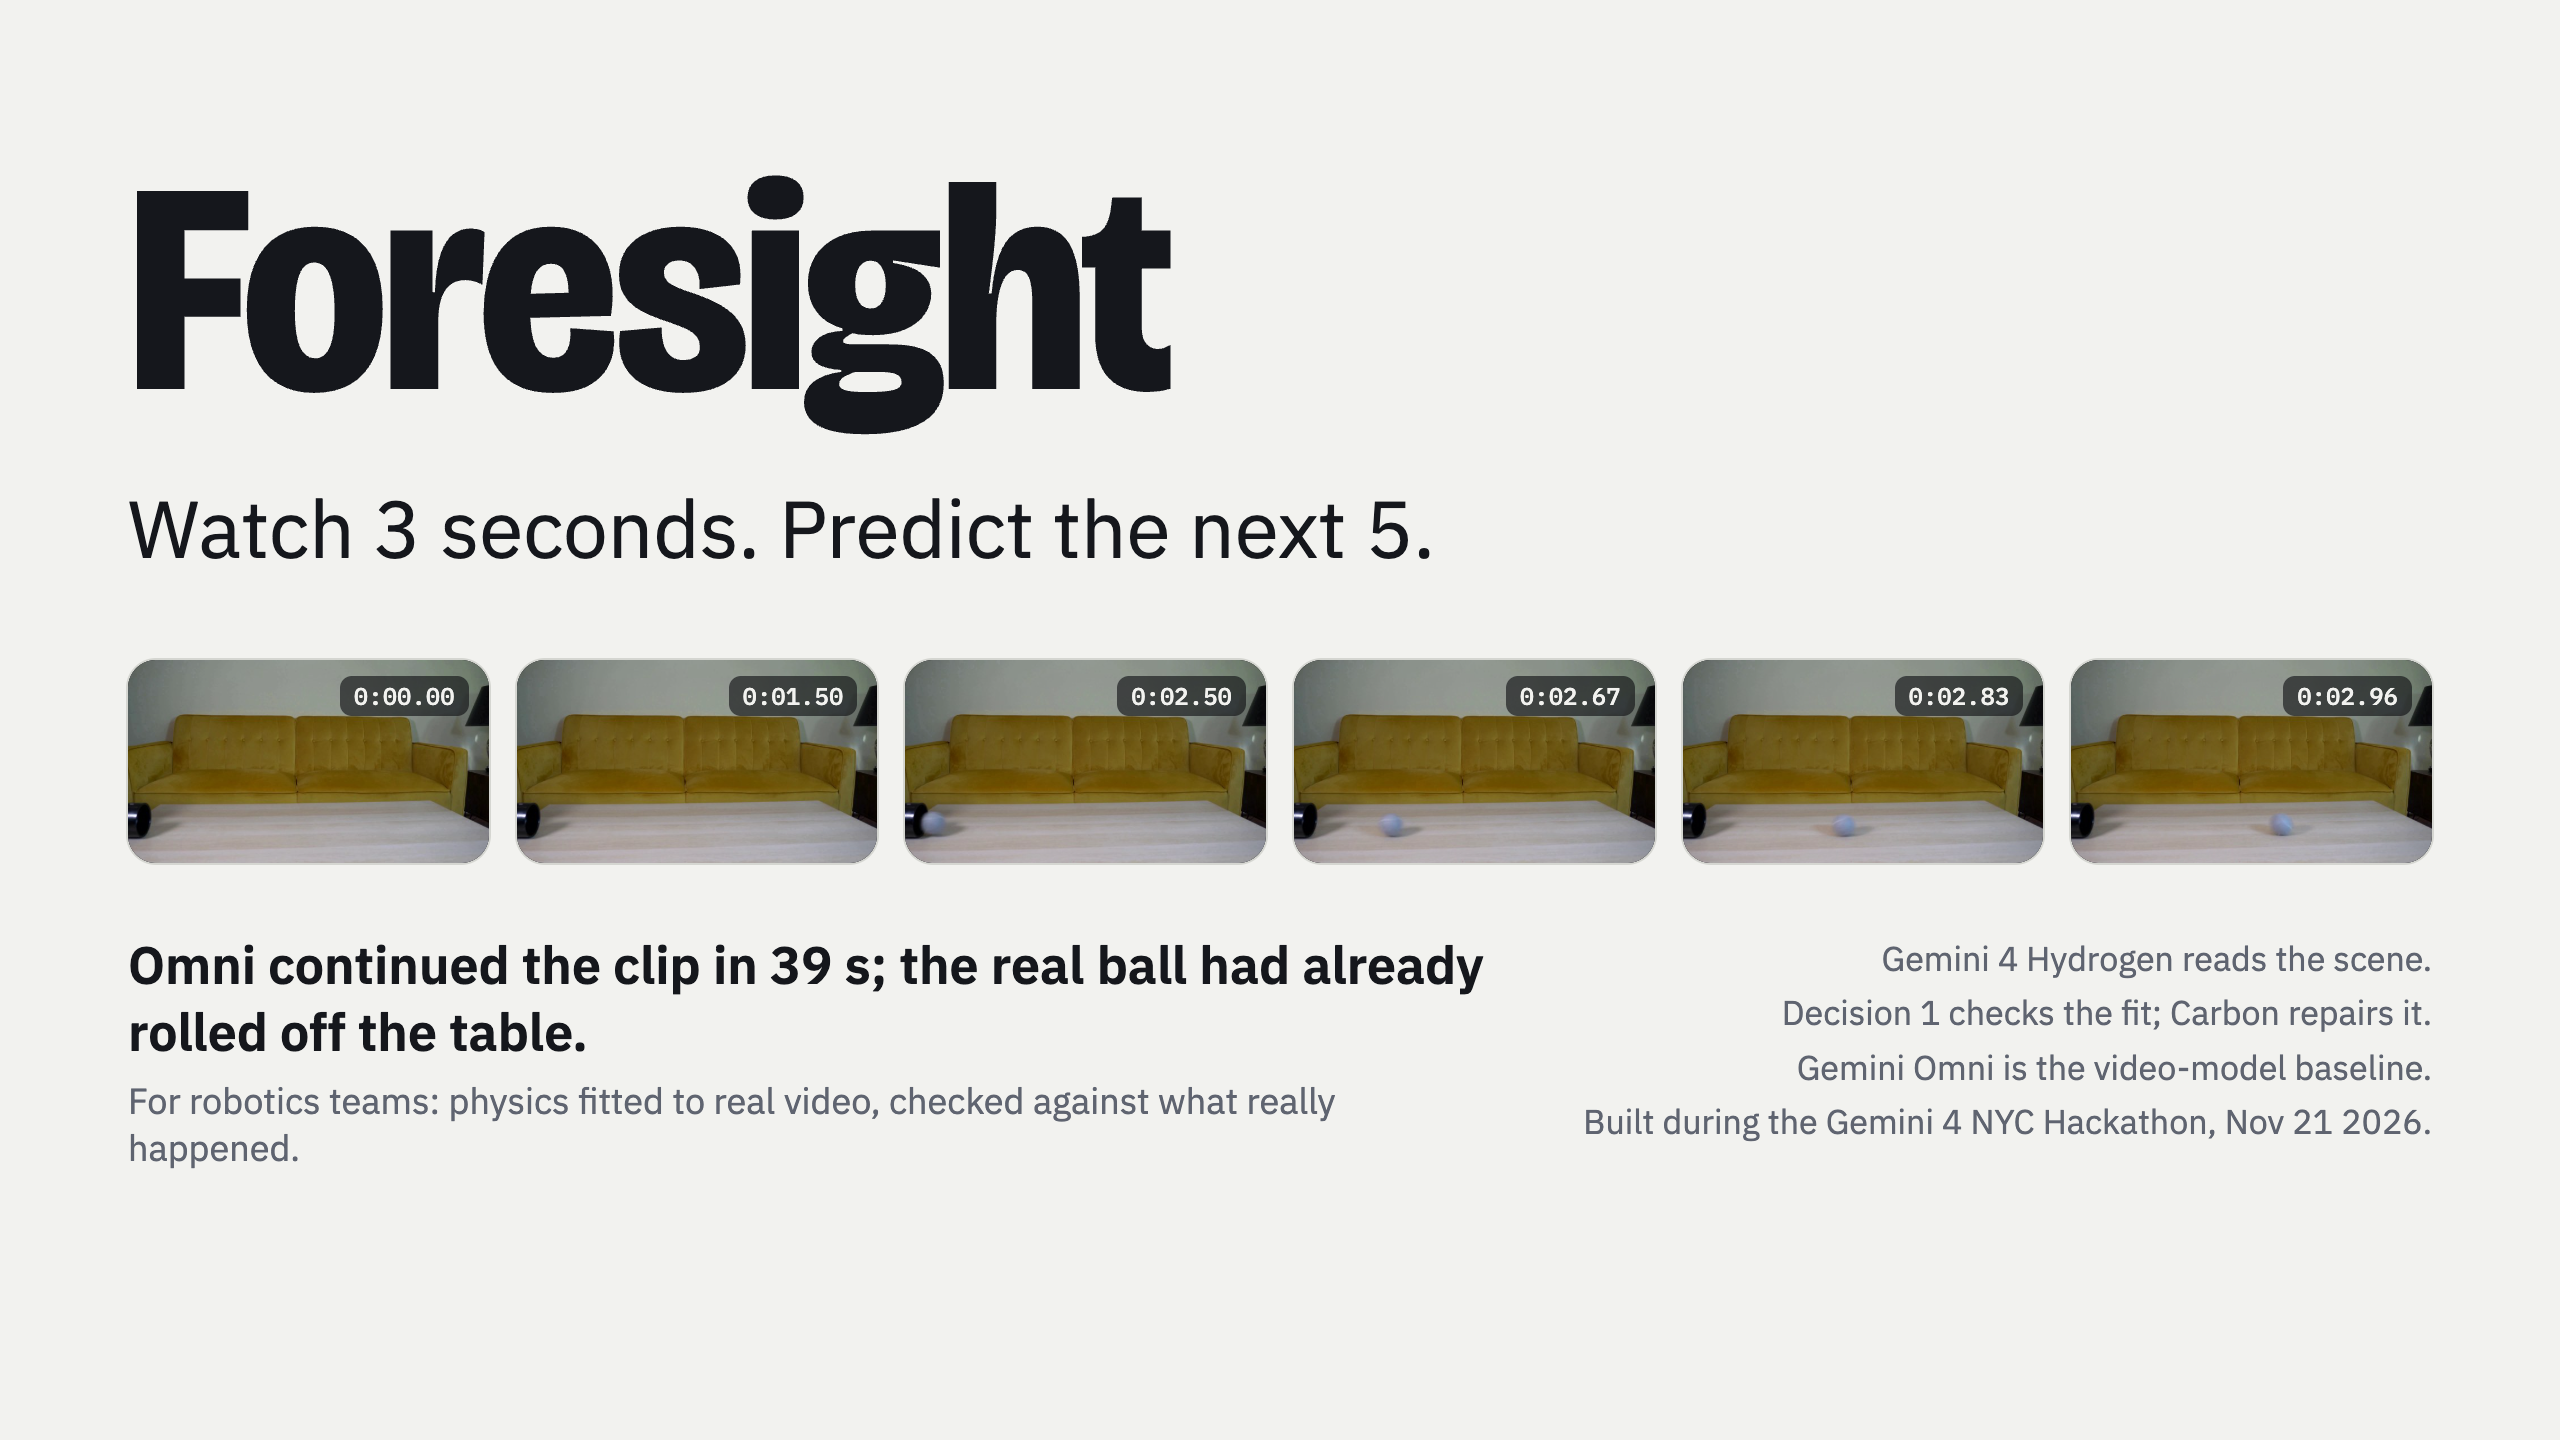 Foresight
Watch 3 seconds. Predict the next 5.
0:00.00
0:01.50
0:02.50
0:02.67
0:02.83
0:02.96
Omni continued the clip in 39 s; the real ball had already
rolled off the table.
For robotics teams: physics fitted to real video, checked against what really
happened.
Gemini 4 Hydrogen reads the scene.
Decision 1 checks the fit; Carbon repairs it.
Gemini Omni is the video-model baseline.
Built during the Gemini 4 NYC Hackathon, Nov 21 2026.